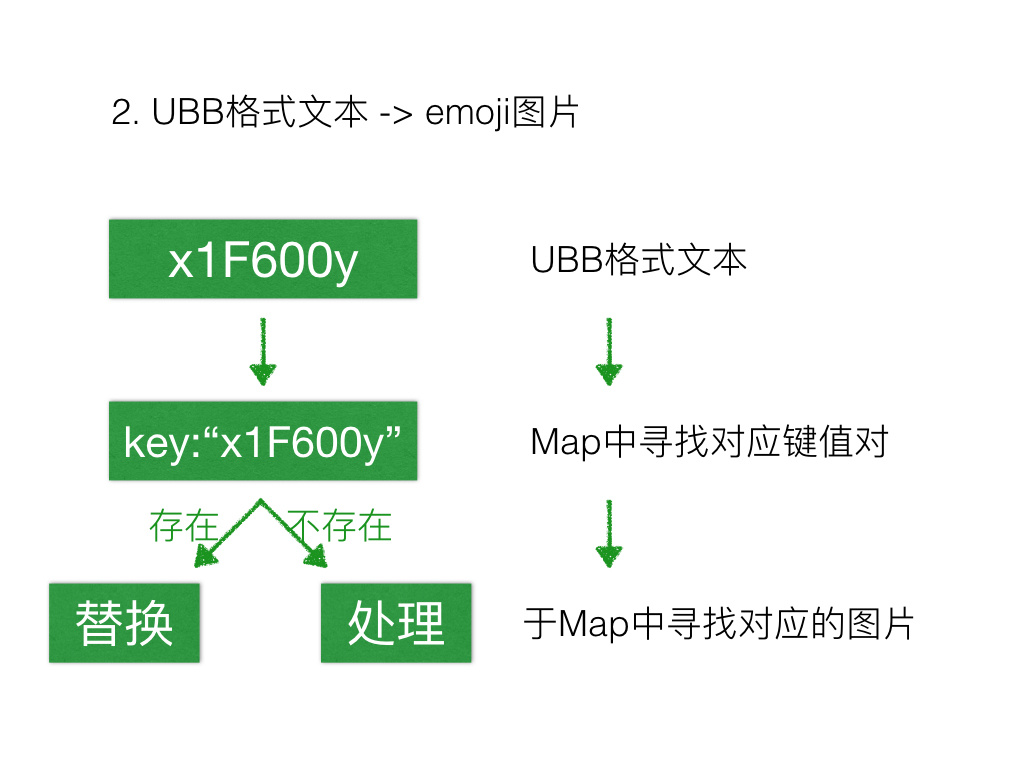 2. UBB格式文本 -> emoji图片
x1F600y
UBB格式文本
key:“x1F600y”
Map中寻找对应键值对
存在
不存在
替换
处理
于Map中寻找对应的图片